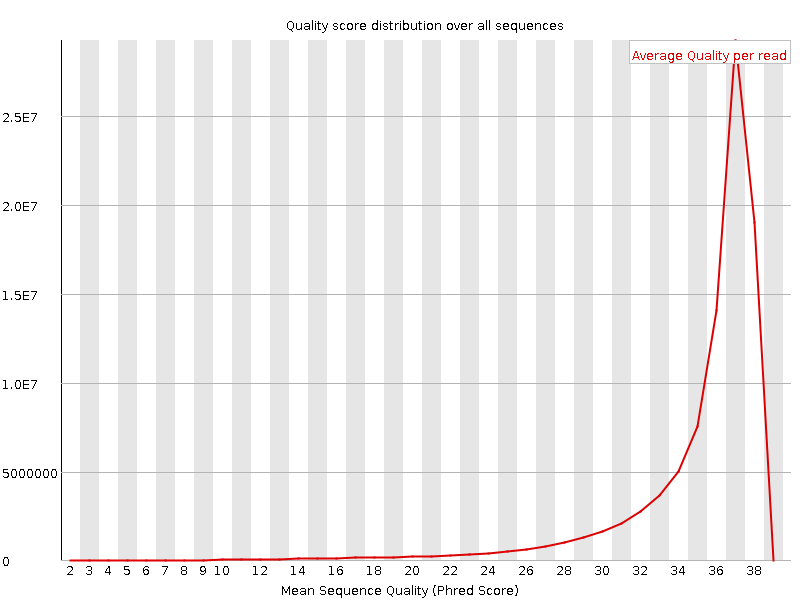 Quality score distribution over all sequences
Average Quality per read
2.5E7
2.0E7
1.5E7
1.0E7
5000000
0
2 3 4 5 6 7 8 9 10 12 14 16 18 20 22 24 26 28 30 32 34 36 38
Mean Sequence Quality (Phred Score)